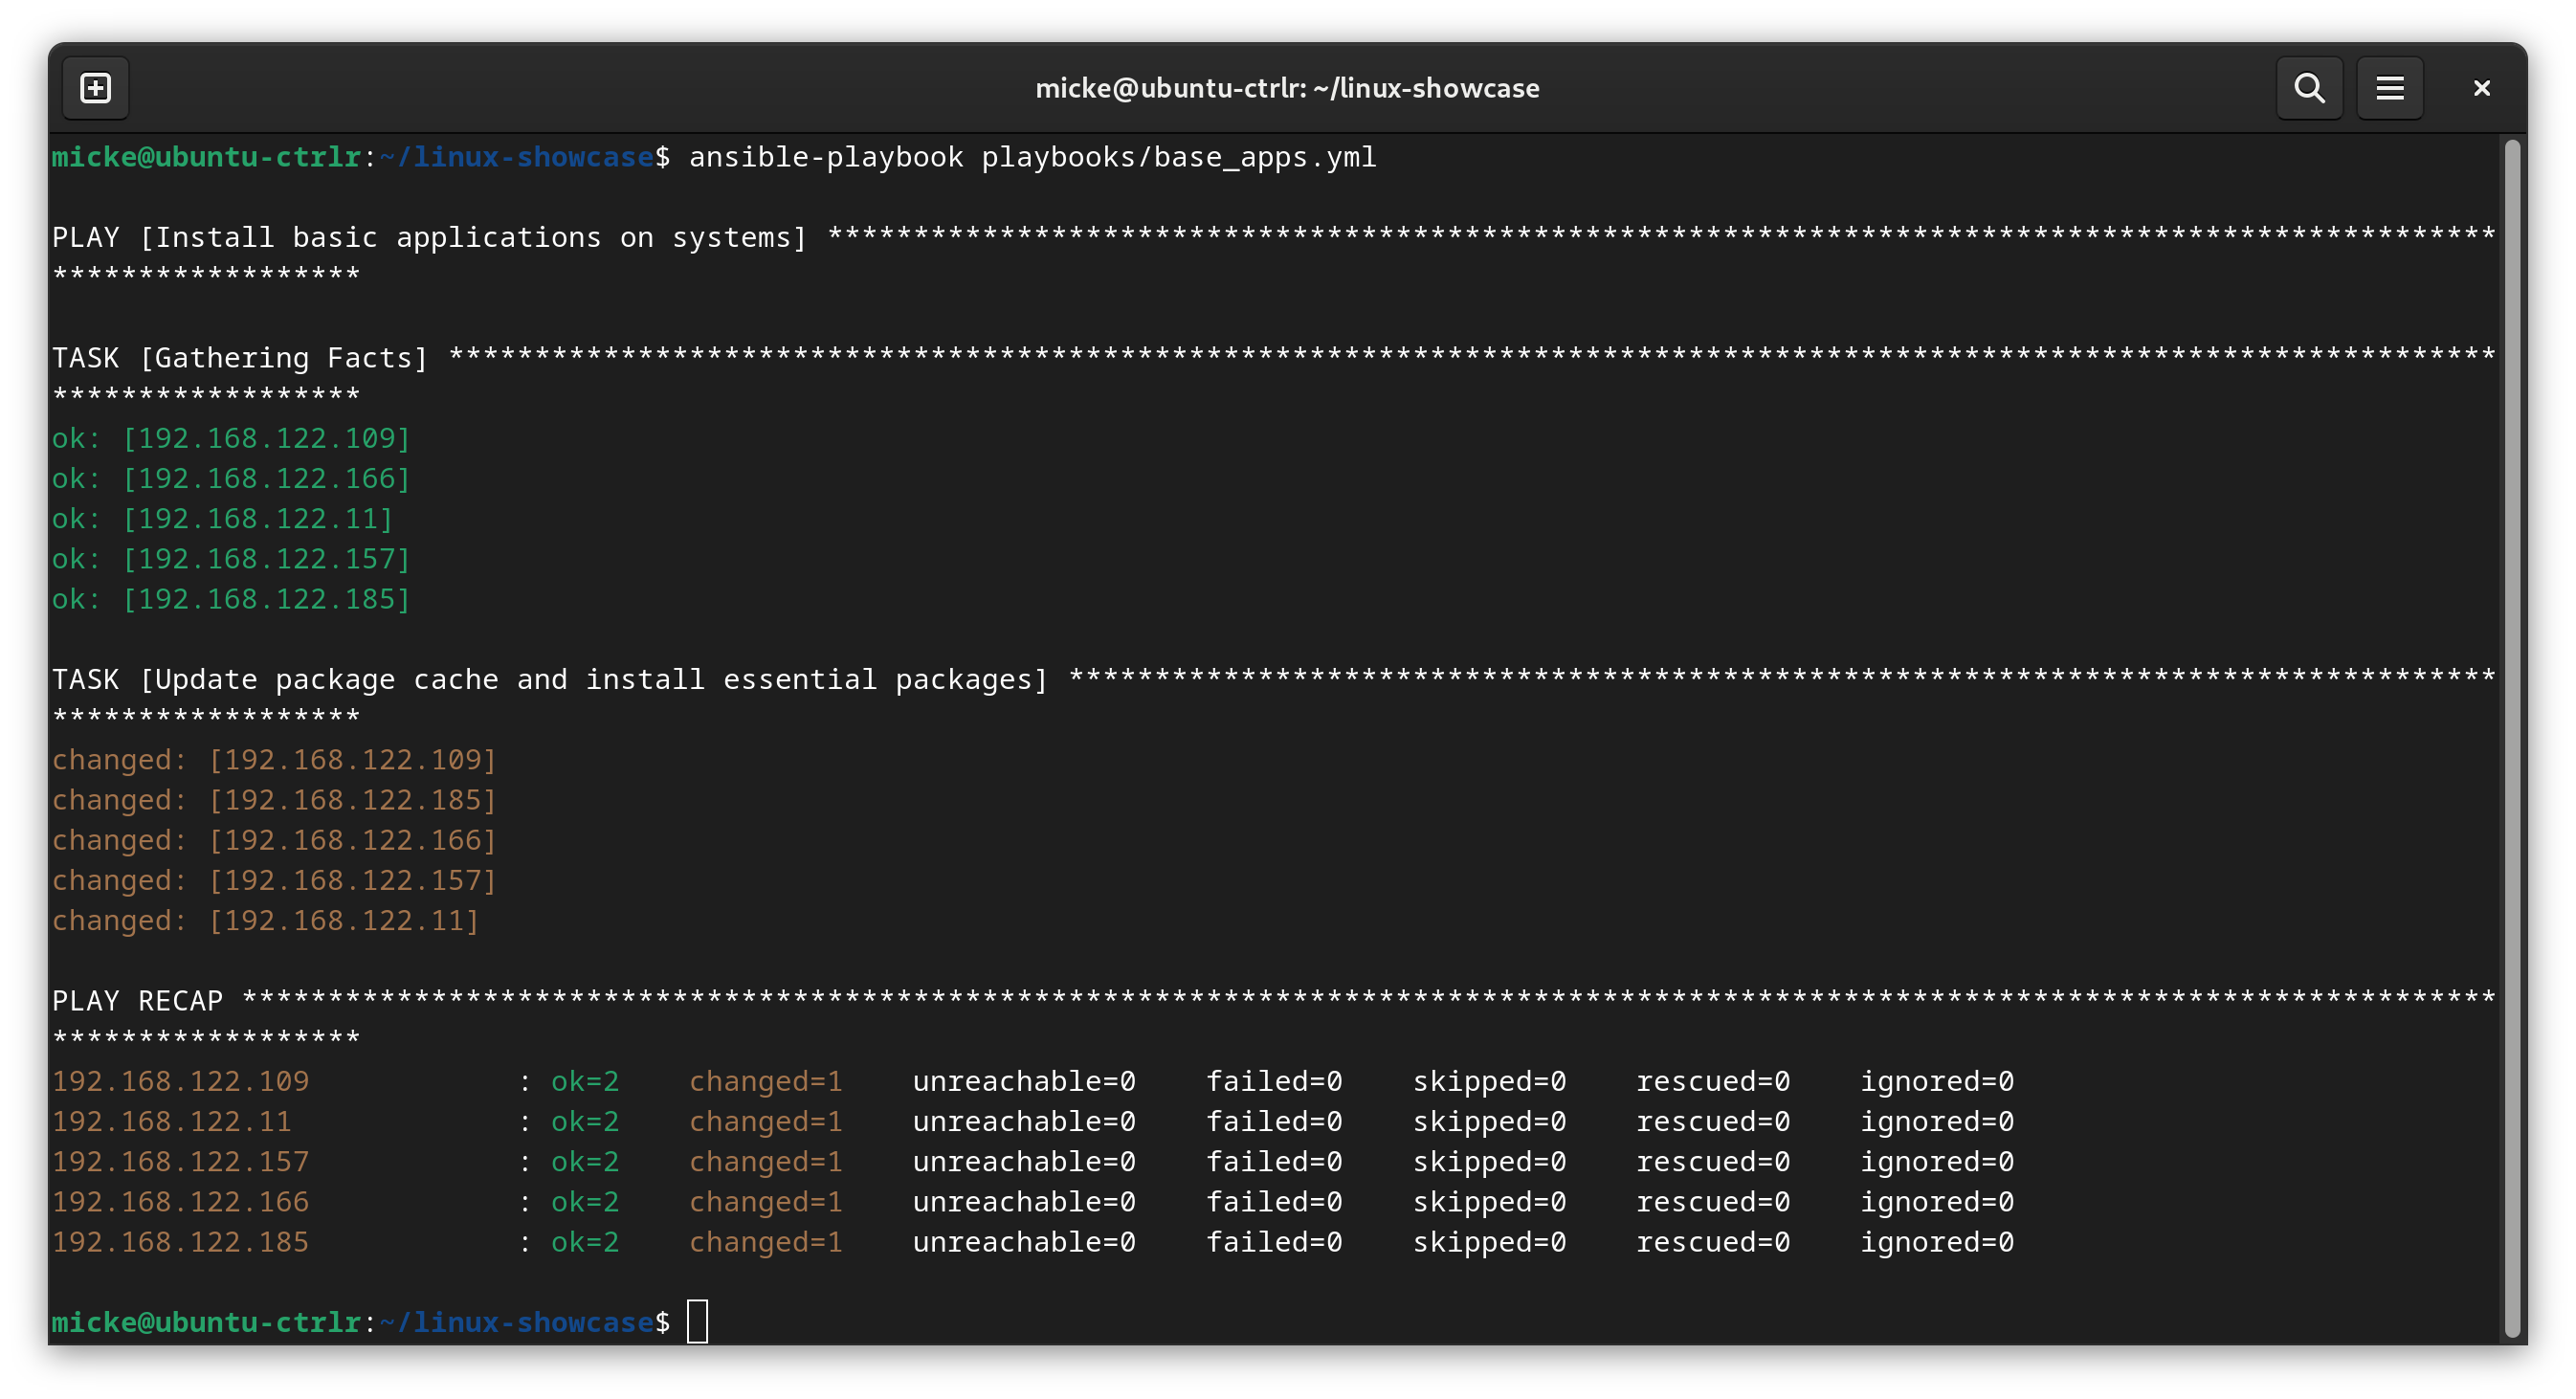 micke@ubuntu-ctrlr: ~/linux-showcase
micke@ubuntu-ctrlr:~/linux-showcase$ ansible-playbook playbooks/base_apps.yml
PLAY [Install basic applications on systems] *************************************************************************************************
******************
TASK [Gathering Facts] ***********************************************************************************************************************
******************
ok: [192.168.122.109]
ok: [192.168.122.166]
ok: [192.168.122.11]
ok: [192.168.122.157]
ok: [192.168.122.185]
TASK [Update package cache and install essential packages] ***********************************************************************************
******************
changed: [192.168.122.109]
changed: [192.168.122.185]
changed: [192.168.122.166]
changed: [192.168.122.157]
changed: [192.168.122.11]
PLAY RECAP ***********************************************************************************************************************************
******************
192.168.122.109            : ok=2    changed=1    unreachable=0    failed=0    skipped=0    rescued=0    ignored=0
192.168.122.11             : ok=2    changed=1    unreachable=0    failed=0    skipped=0    rescued=0    ignored=0
192.168.122.157            : ok=2    changed=1    unreachable=0    failed=0    skipped=0    rescued=0    ignored=0
192.168.122.166            : ok=2    changed=1    unreachable=0    failed=0    skipped=0    rescued=0    ignored=0
192.168.122.185            : ok=2    changed=1    unreachable=0    failed=0    skipped=0    rescued=0    ignored=0
micke@ubuntu-ctrlr:~/linux-showcase$